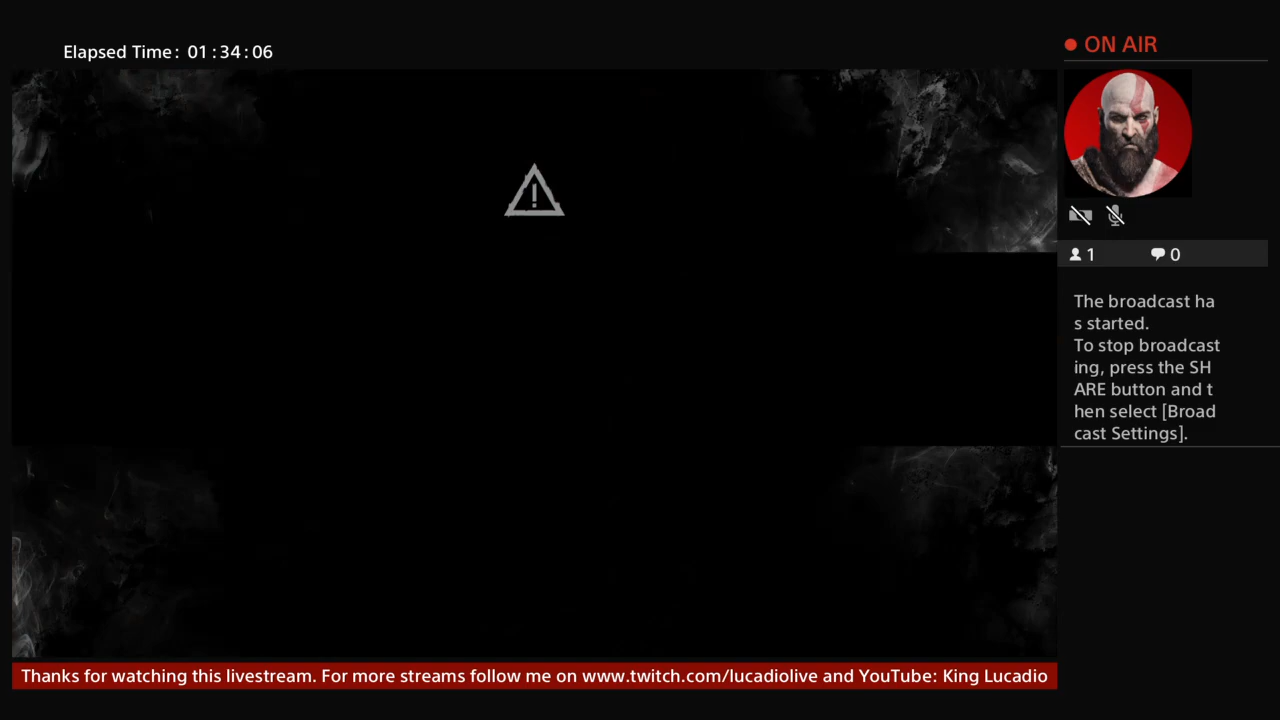 Elapsed Time: 01:34:06
ON AIR
1 0
The broadcast ha
s started.
To stop broadcast
ing, press the SH
ARE button and t
hen select [Broad
cast Settings].
Thanks for watching this livestream. For more streams follow me on www.twitch.com/lucadiolive and YouTube: King Lucadio